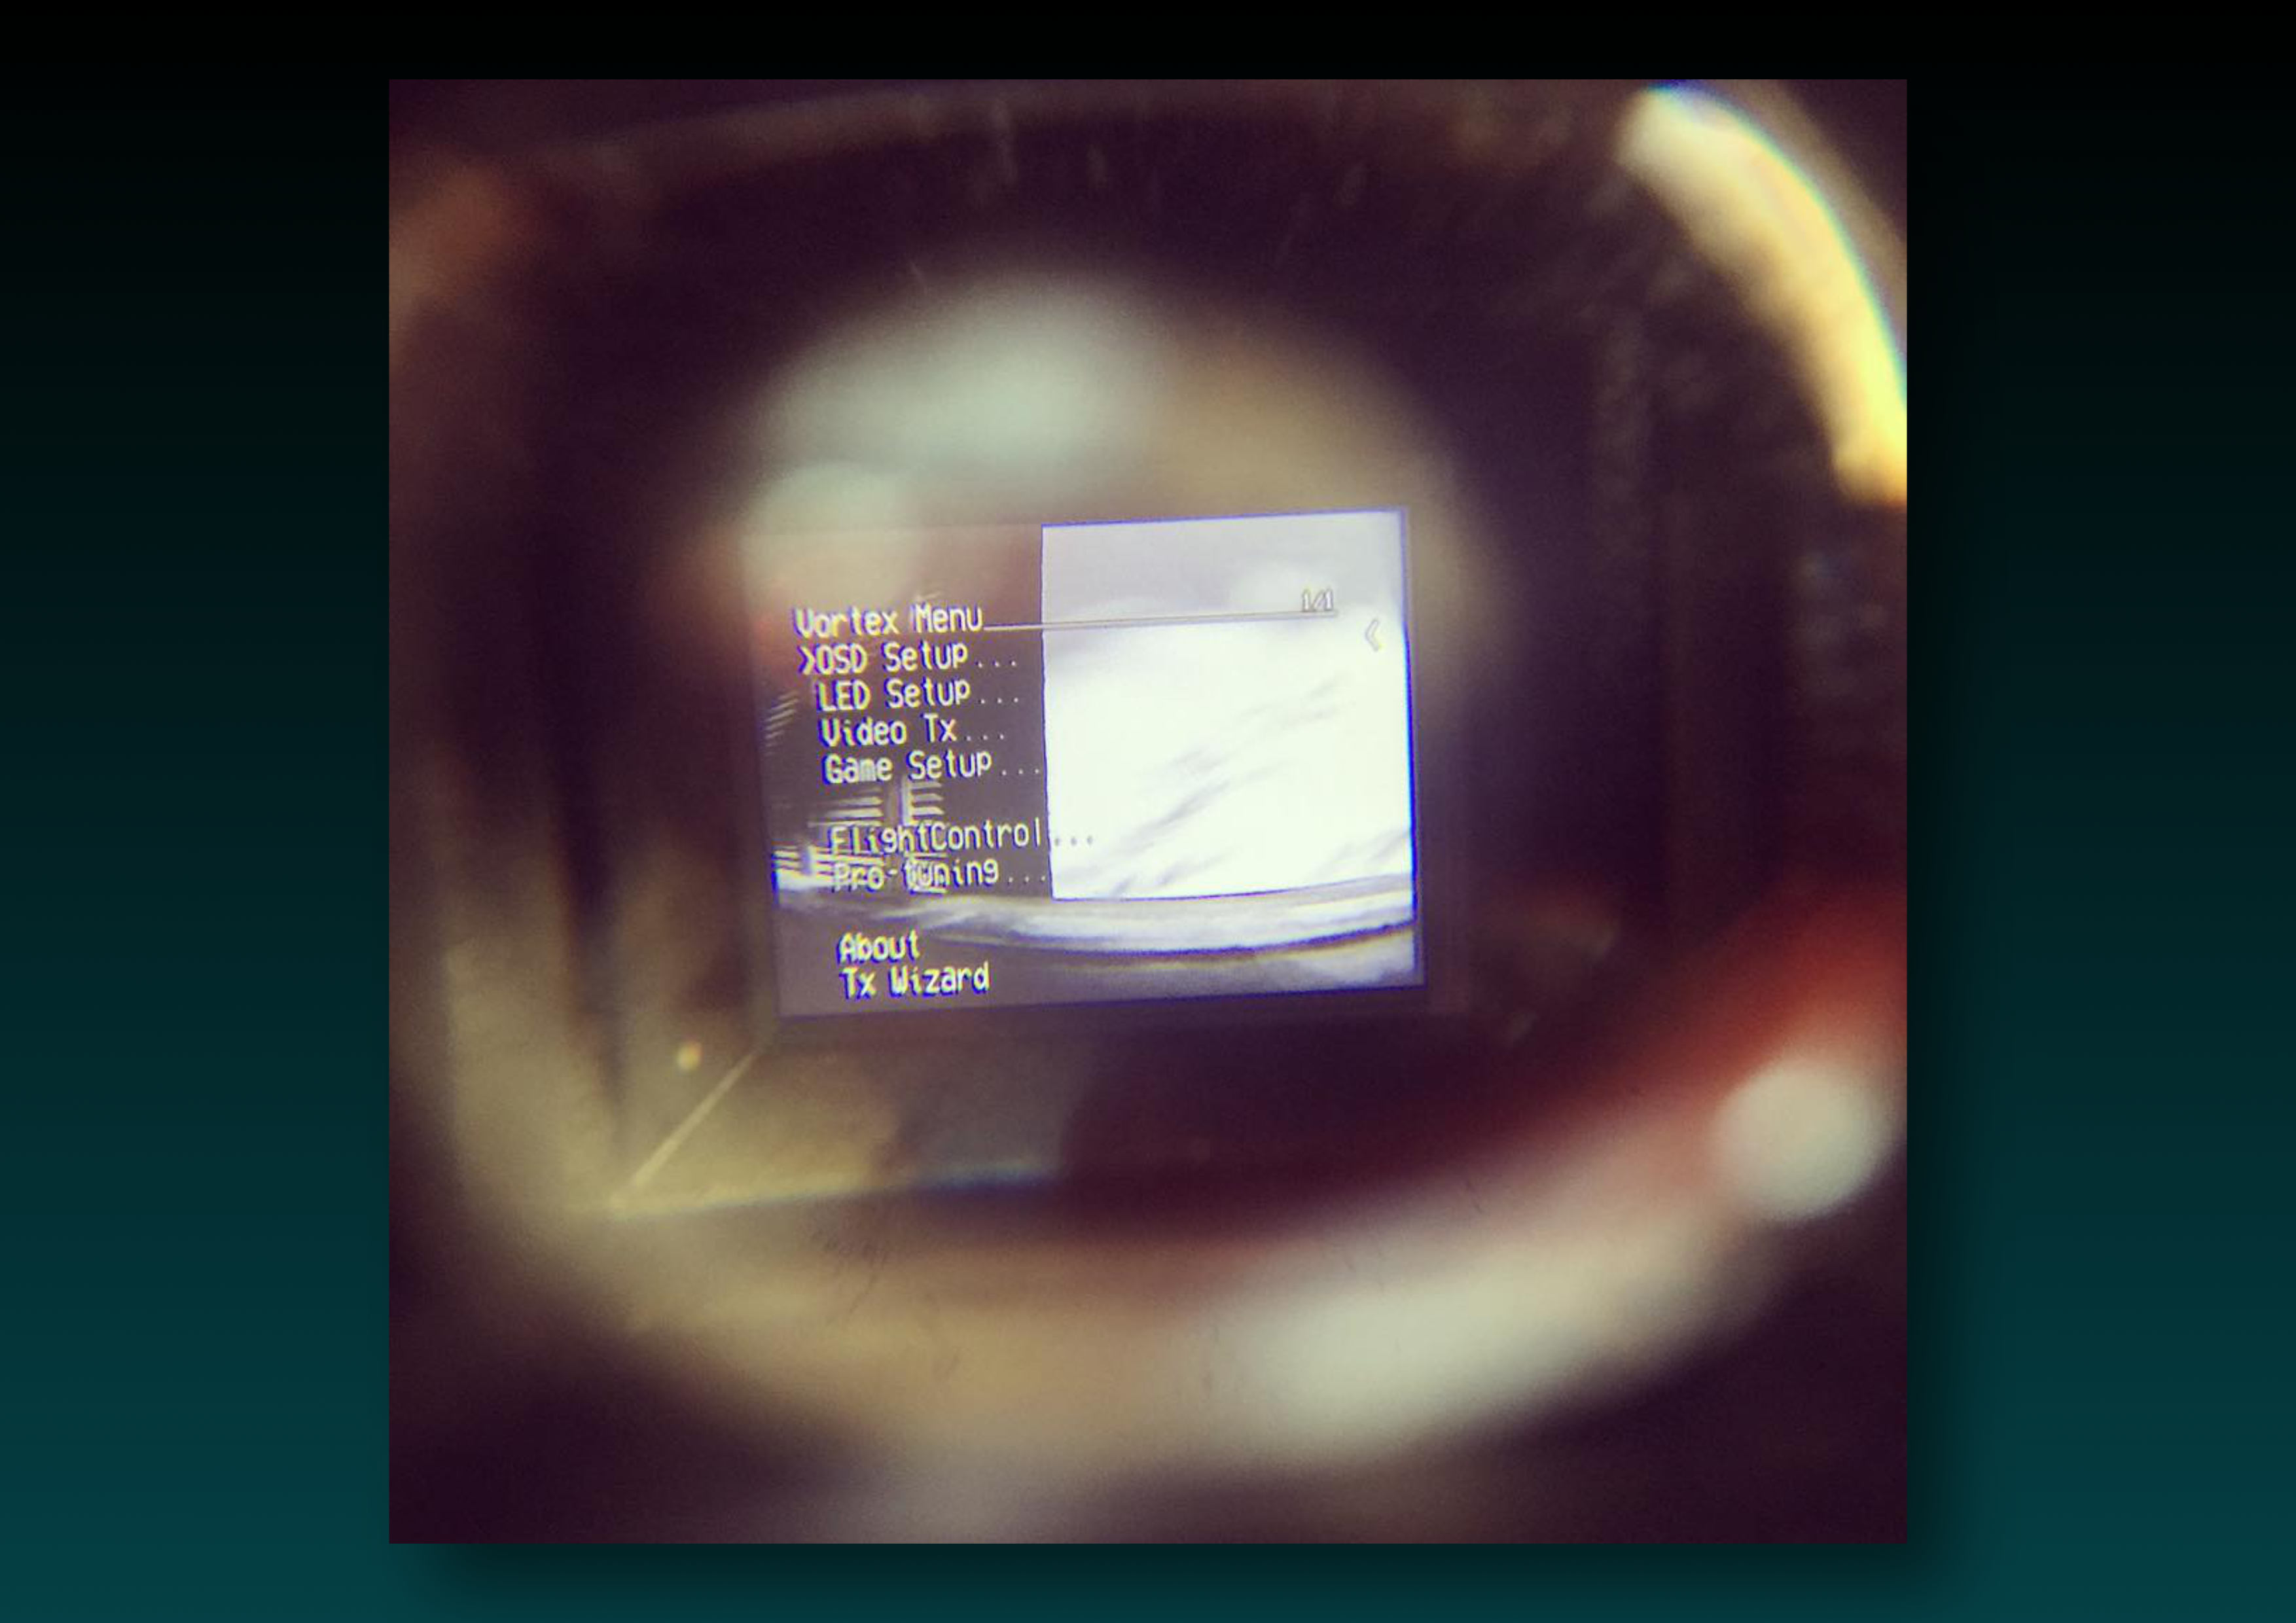 Vortex Menu 1/1
>OSD Setup... <
LED Setup...
Video Tx...
Game Setup...
FlightControl...
Pro-tuning...
About
Tx Wizard